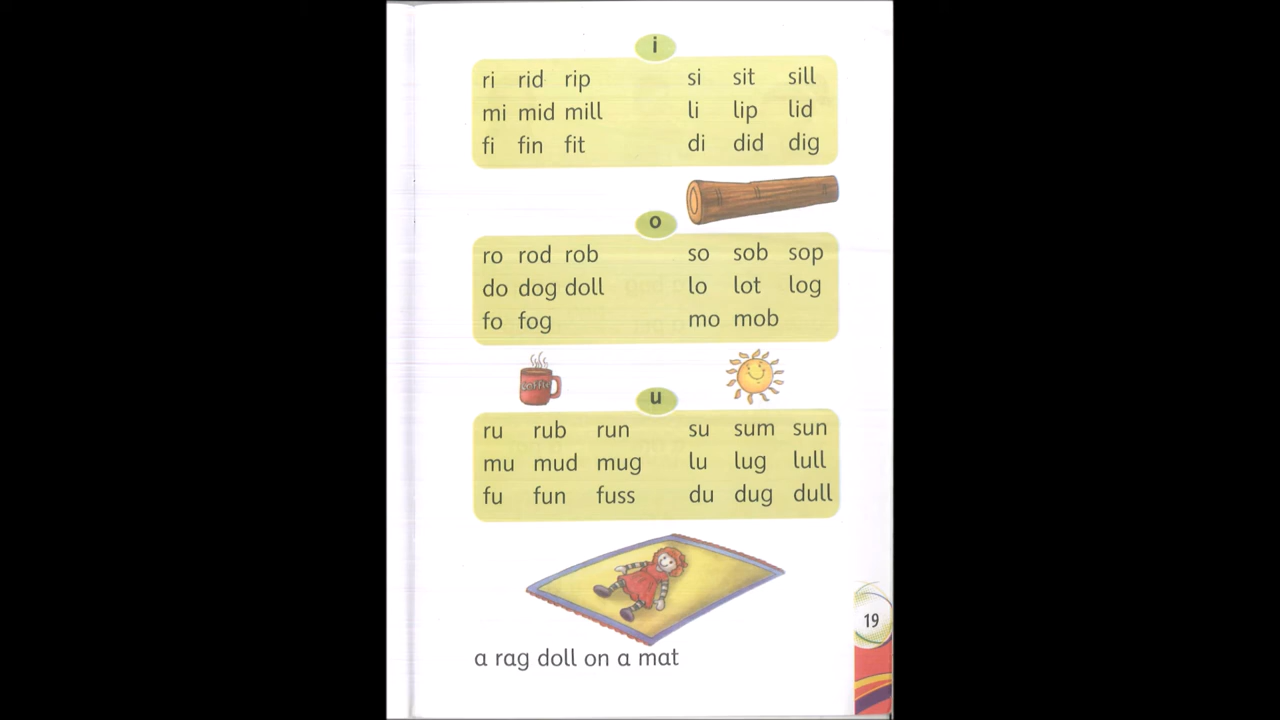 i
ri rid rip si sit sill
mi mid mill li lip lid
fi fin fit di did dig
o
ro rod rob so sob sop
do dog doll lo lot log
fo fog mo mob
coffee
u
ru rub run su sum sun
mu mud mug lu lug lull
fu fun fuss du dug dull
a rag doll on a mat
19